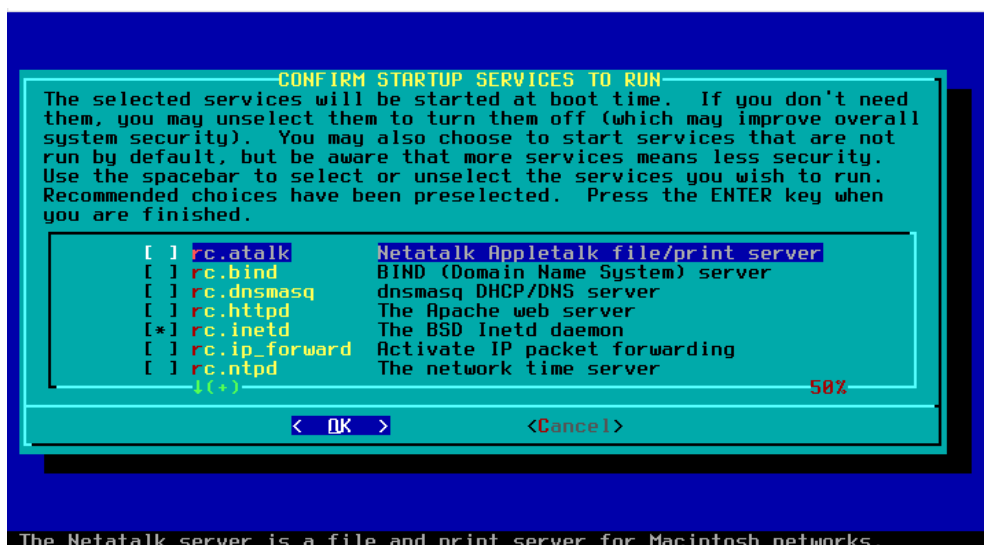 CONFIRM STARTUP SERVICES TO RUN
The selected services will be started at boot time.  If you don't need
them, you may unselect them to turn them off (which may improve overall
system security).  You may also choose to start services that are not
run by default, but be aware that more services means less security.
Use the spacebar to select or unselect the services you wish to run.
Recommended choices have been preselected.  Press the ENTER key when
you are finished.
[ ] rc.atalk Netatalk Appletalk file/print server
[ ] rc.bind BIND (Domain Name System) server
[ ] rc.dnsmasq dnsmasq DHCP/DNS server
[ ] rc.httpd The Apache web server
[*] rc.inetd The BSD Inetd daemon
[ ] rc.ip_forward Activate IP packet forwarding
[ ] rc.ntpd The network time server
↓(+) 50%
< OK > <Cancel>
The Netatalk server is a file and print server for Macintosh networks.